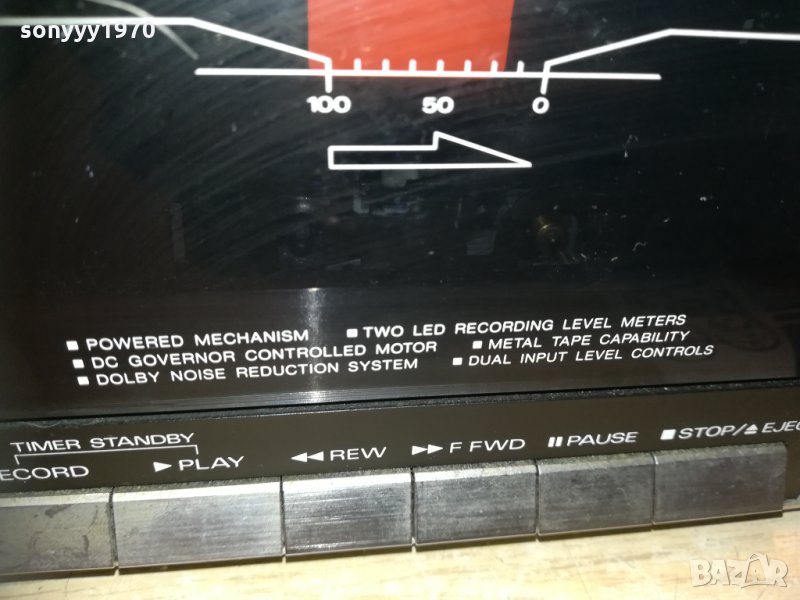 sonyyy1970
100 50 0
■ POWERED MECHANISM ■ TWO LED RECORDING LEVEL METERS
■ DC GOVERNOR CONTROLLED MOTOR ■ METAL TAPE CAPABILITY
■ DOLBY NOISE REDUCTION SYSTEM ■ DUAL INPUT LEVEL CONTROLS
TIMER STANDBY
ECORD ►PLAY ◄◄REW ►►F FWD ▮▮PAUSE ■STOP/⏏EJEC
BAZAR